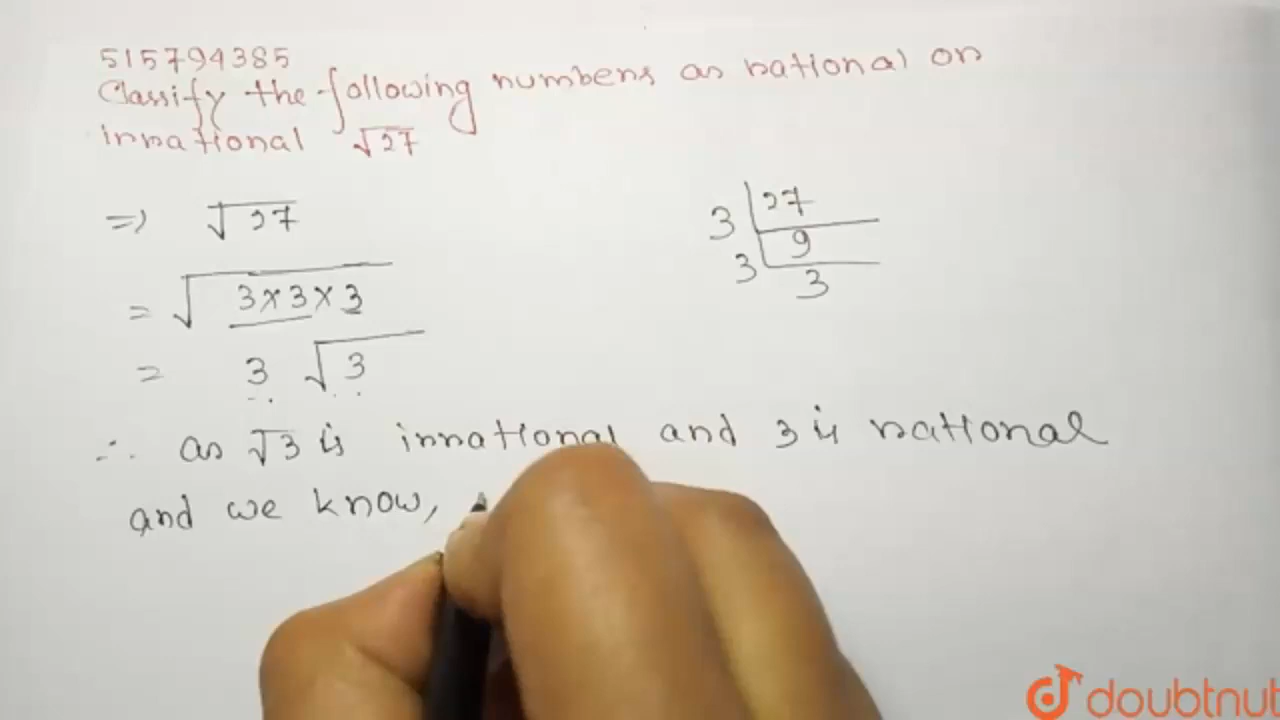 515794385
Classify the following numbers as rational or
irrational √27
=> √27
3 | 27
= √3×3×3
3 | 9
3
= 3 √3
∴ as √3 is irrational and 3 is rational
and we know,
doubtnut